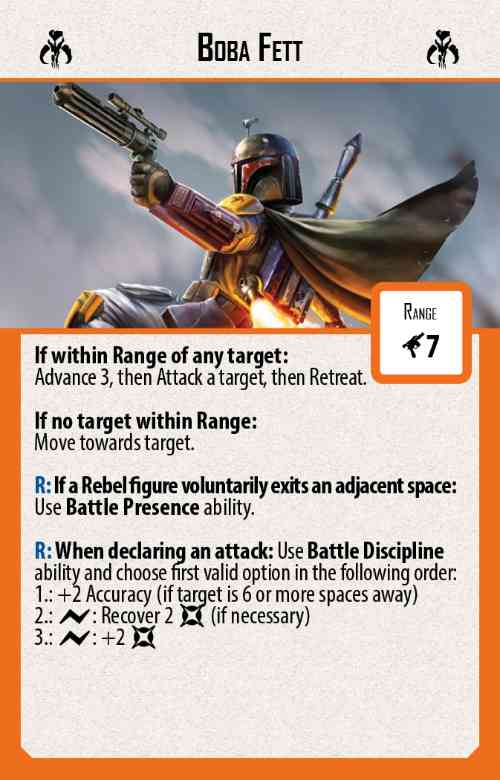 Boba Fett
Range
7
If within Range of any target:
Advance 3, then Attack a target, then Retreat.
If no target within Range:
Move towards target.
R: If a Rebel figure voluntarily exits an adjacent space:
Use Battle Presence ability.
R: When declaring an attack: Use Battle Discipline
ability and choose first valid option in the following order:
1.: +2 Accuracy (if target is 6 or more spaces away)
2.: : Recover 2 (if necessary)
3.: : +2